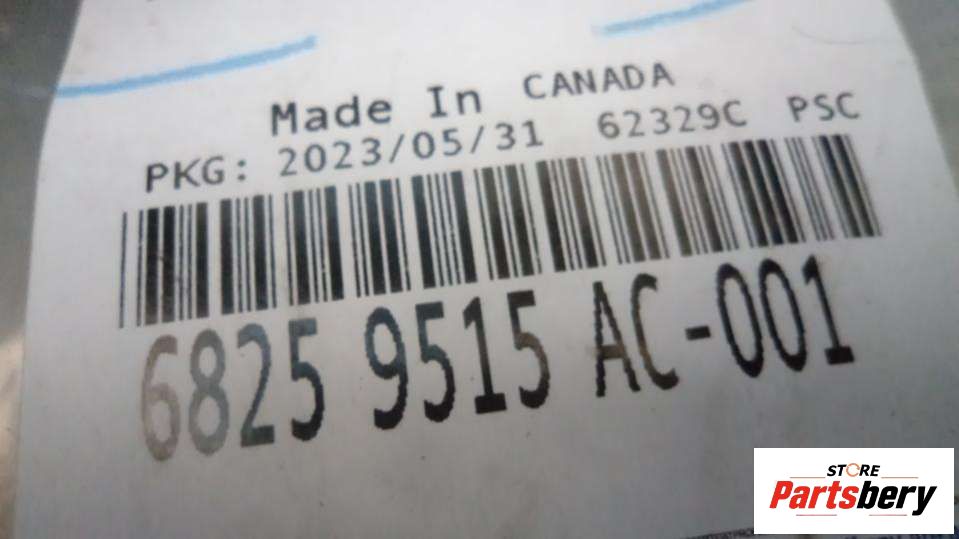 Made In CANADA
PKG: 2023/05/31 62329C PSC
6825 9515 AC-001
STORE
Partsbery